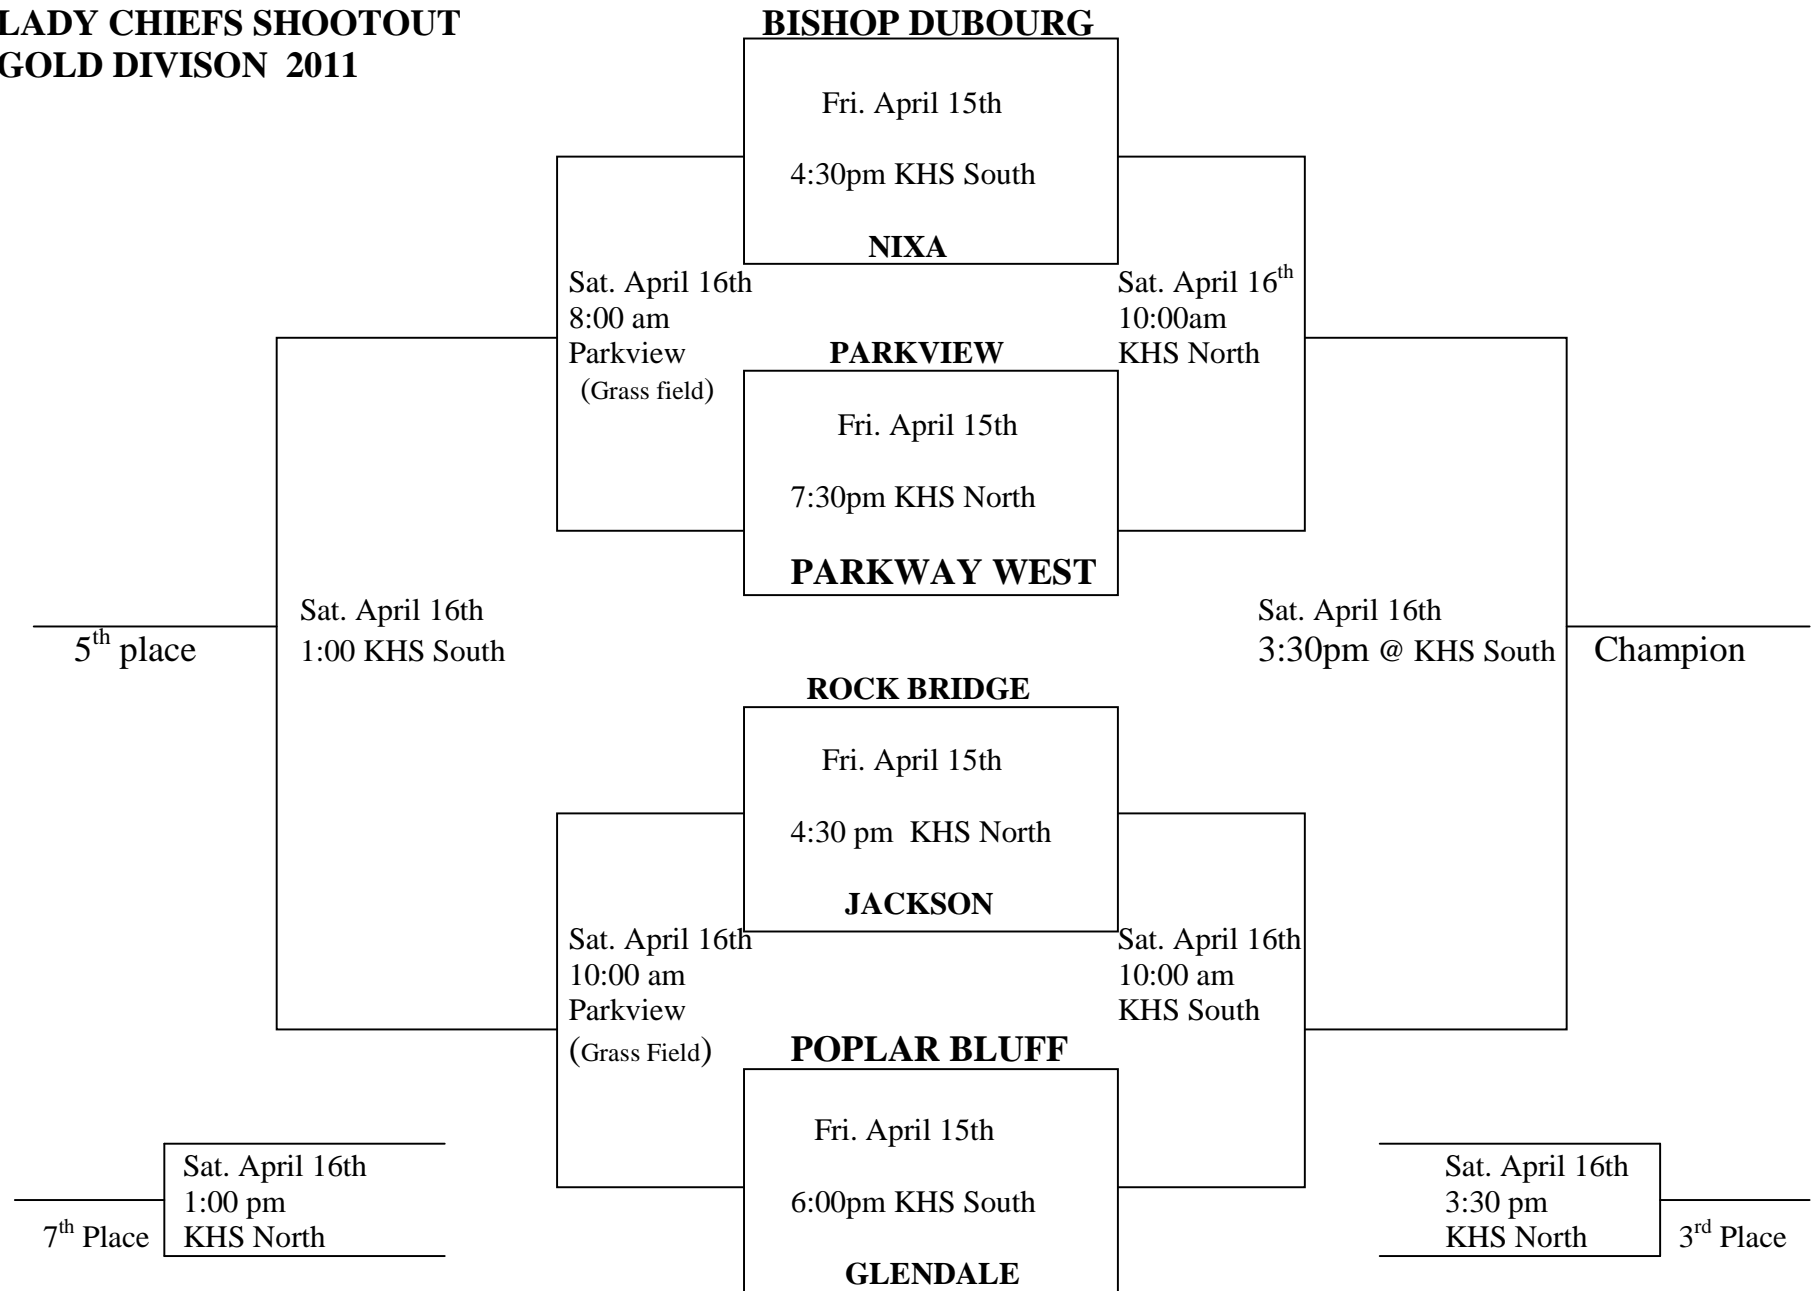 LADY CHIEFS SHOOTOUT
GOLD DIVISON 2011
BISHOP DUBOURG
Fri. April 15th
4:30pm KHS South
NIXA
Sat. April 16th
8:00 am
Parkview
(Grass field)
Sat. April 16th
10:00am
KHS North
PARKVIEW
Fri. April 15th
7:30pm KHS North
PARKWAY WEST
5th place
Sat. April 16th
1:00 KHS South
Sat. April 16th
3:30pm @ KHS South
Champion
ROCK BRIDGE
Fri. April 15th
4:30 pm KHS North
JACKSON
Sat. April 16th
10:00 am
Parkview
(Grass Field)
Sat. April 16th
10:00 am
KHS South
POPLAR BLUFF
Fri. April 15th
6:00pm KHS South
GLENDALE
Sat. April 16th
1:00 pm
KHS North
7th Place
Sat. April 16th
3:30 pm
KHS North
3rd Place